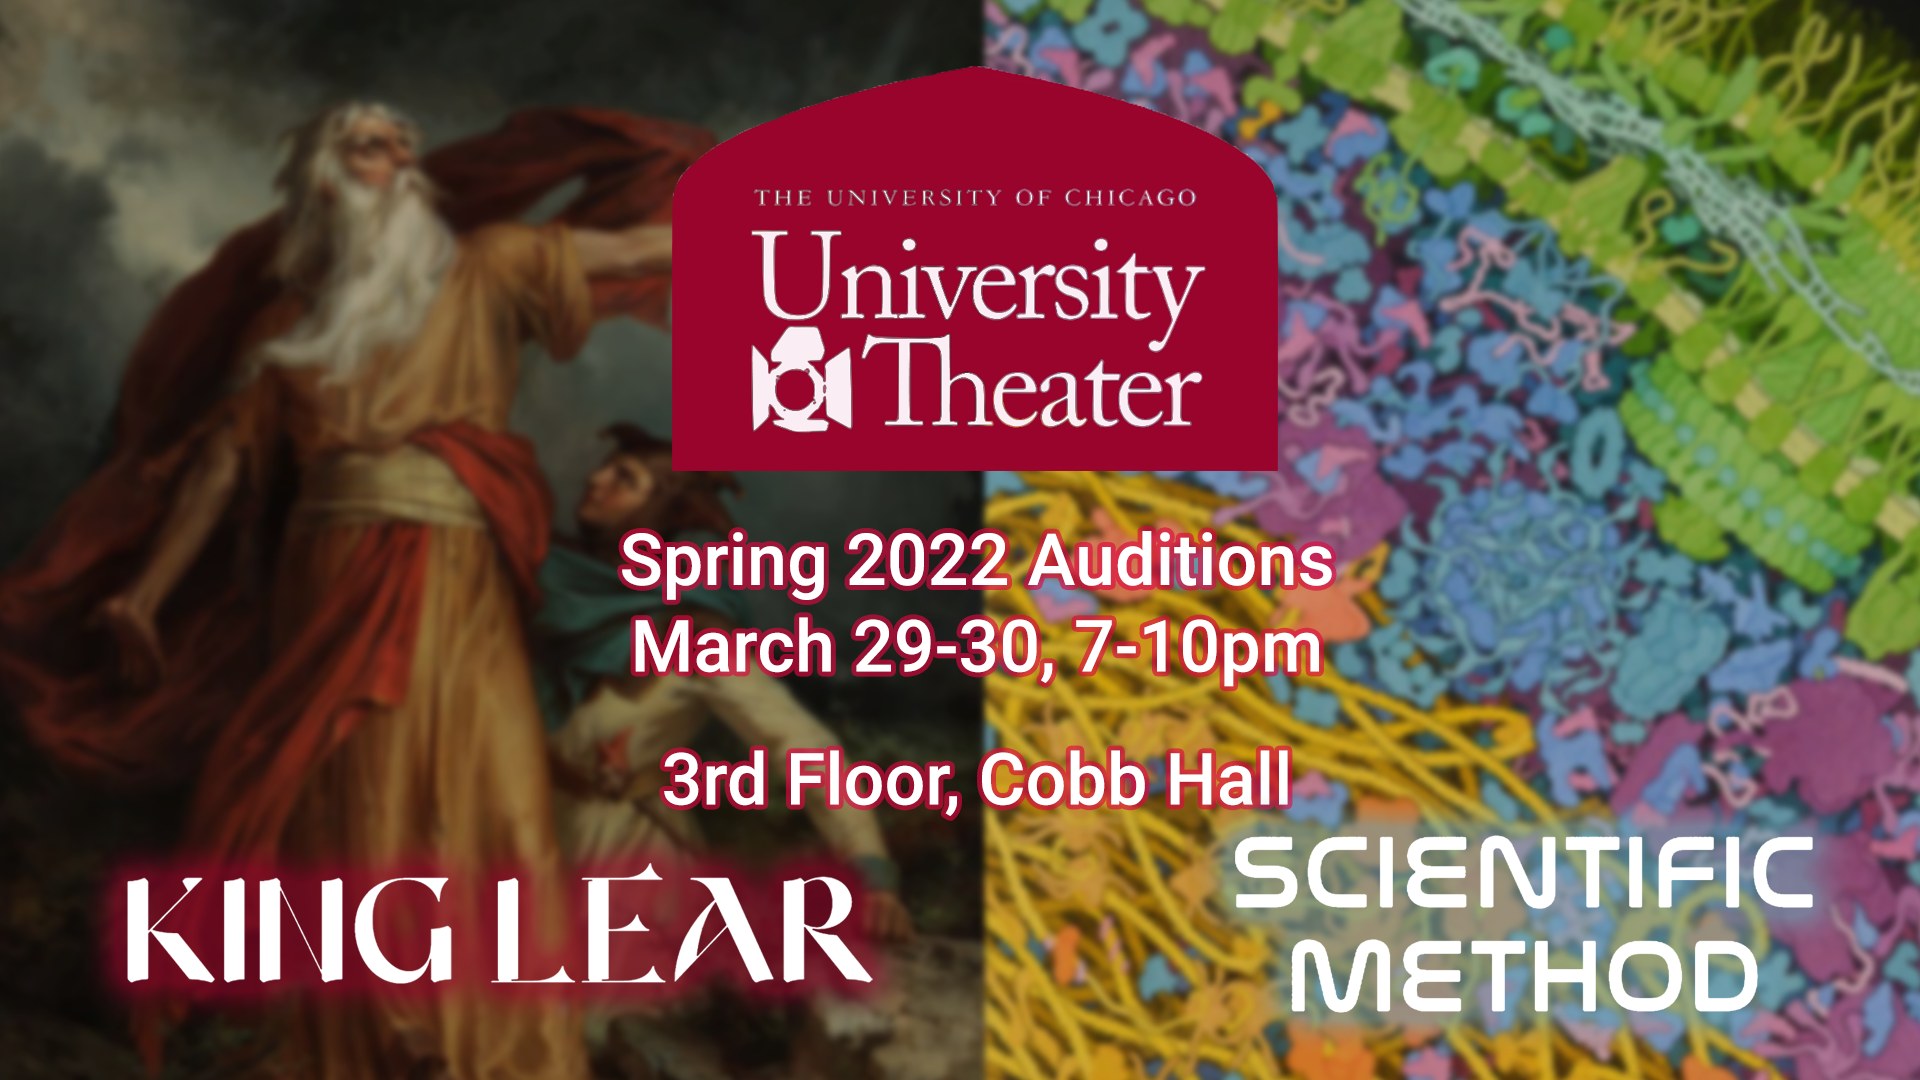 THE UNIVERSITY OF CHICAGO
University
Theater
Spring 2022 Auditions
March 29-30, 7-10pm
3rd Floor, Cobb Hall
KING LEAR
SCIENTIFIC
METHOD